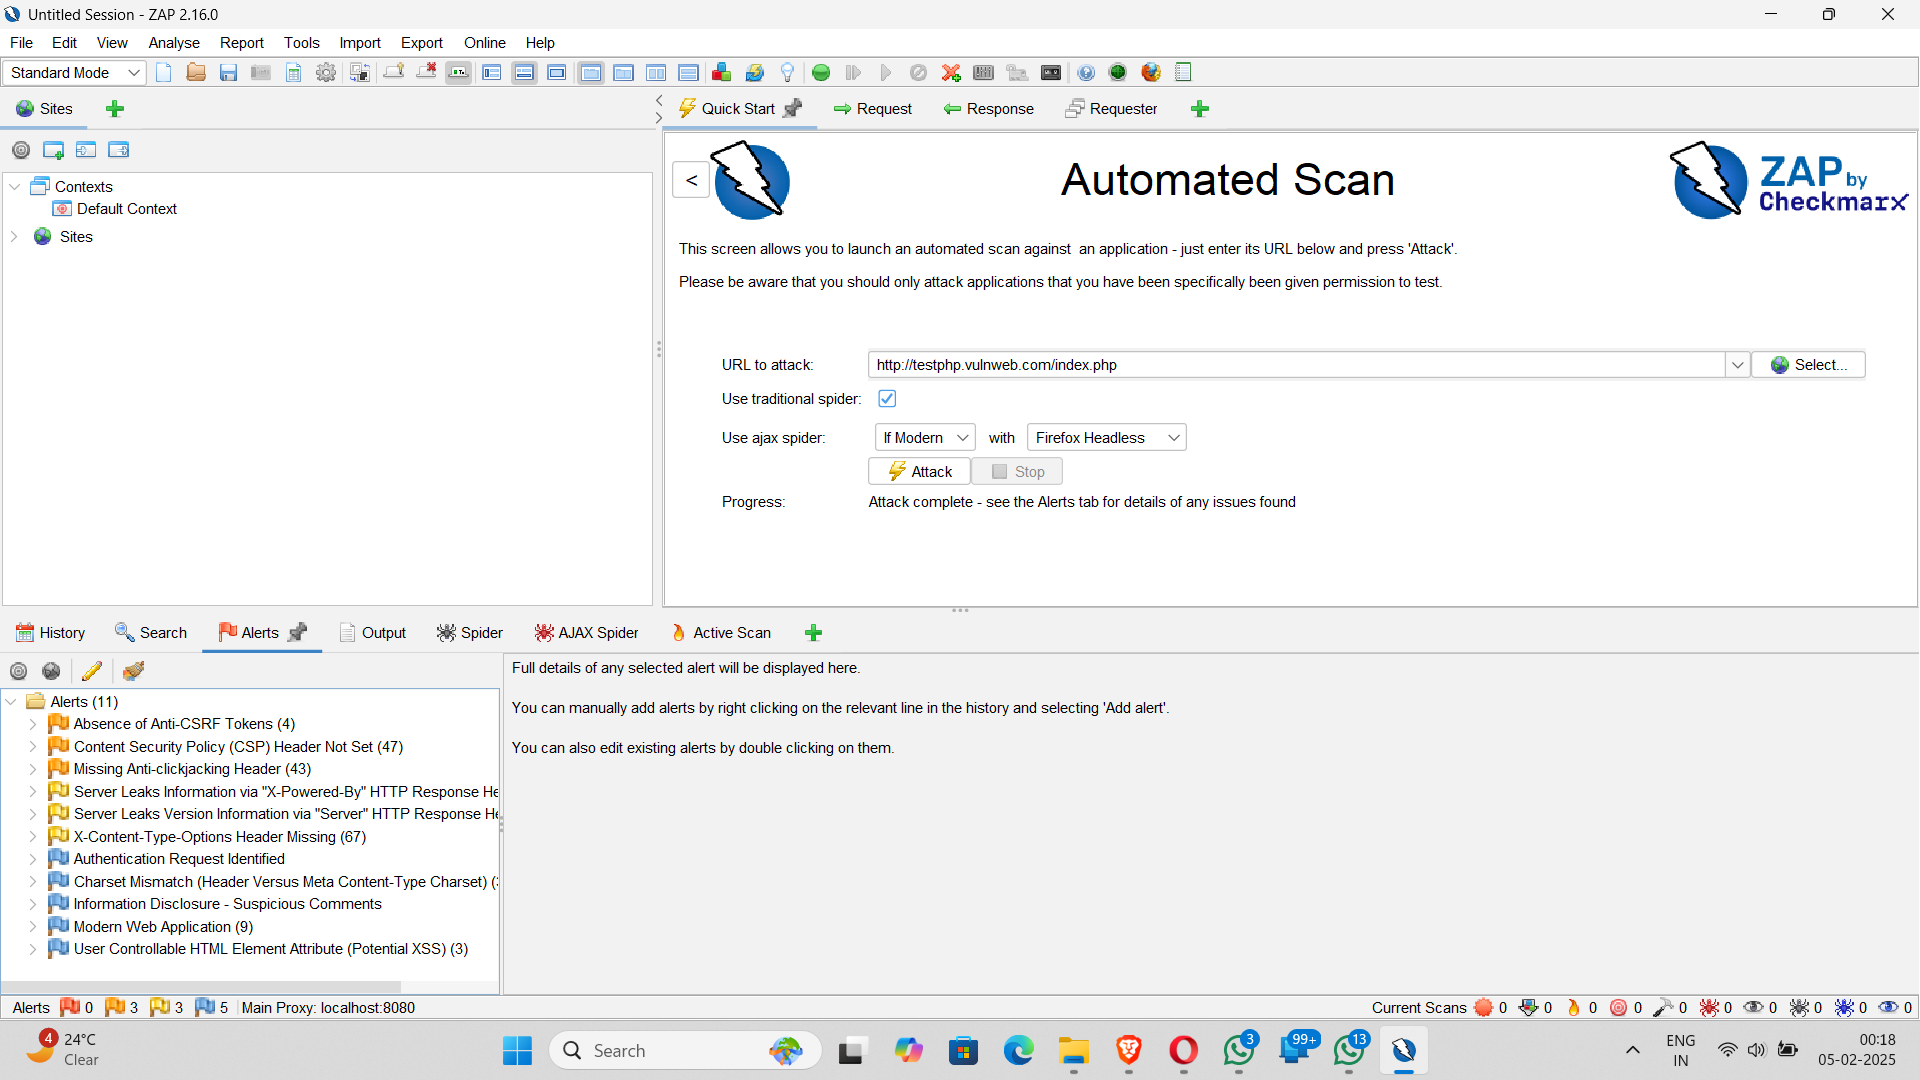 Untitled Session - ZAP 2.16.0
File Edit View Analyse Report Tools Import Export Online Help
Standard Mode
Sites
Quick Start Request Response Requester
<
Automated Scan
ZAP by
Checkmarx
Contexts
Default Context
Sites
This screen allows you to launch an automated scan against  an application - just enter its URL below and press 'Attack'.
Please be aware that you should only attack applications that you have been specifically been given permission to test.
URL to attack: http://testphp.vulnweb.com/index.php Select...
Use traditional spider:
Use ajax spider: If Modern with Firefox Headless
Attack Stop
Progress: Attack complete - see the Alerts tab for details of any issues found
History Search Alerts Output Spider AJAX Spider Active Scan
Alerts (11)
Absence of Anti-CSRF Tokens (4)
Content Security Policy (CSP) Header Not Set (47)
Missing Anti-clickjacking Header (43)
Server Leaks Information via "X-Powered-By" HTTP Response He
Server Leaks Version Information via "Server" HTTP Response He
X-Content-Type-Options Header Missing (67)
Authentication Request Identified
Charset Mismatch (Header Versus Meta Content-Type Charset) (
Information Disclosure - Suspicious Comments
Modern Web Application (9)
User Controllable HTML Element Attribute (Potential XSS) (3)
Full details of any selected alert will be displayed here.
You can manually add alerts by right clicking on the relevant line in the history and selecting 'Add alert'.
You can also edit existing alerts by double clicking on them.
Alerts 0 3 3 5 Main Proxy: localhost:8080
Current Scans 0 0 0 0 0 0 0 0 0 0
4
24°C
Clear
Search
3
99+
13
ENG
IN
00:18
05-02-2025